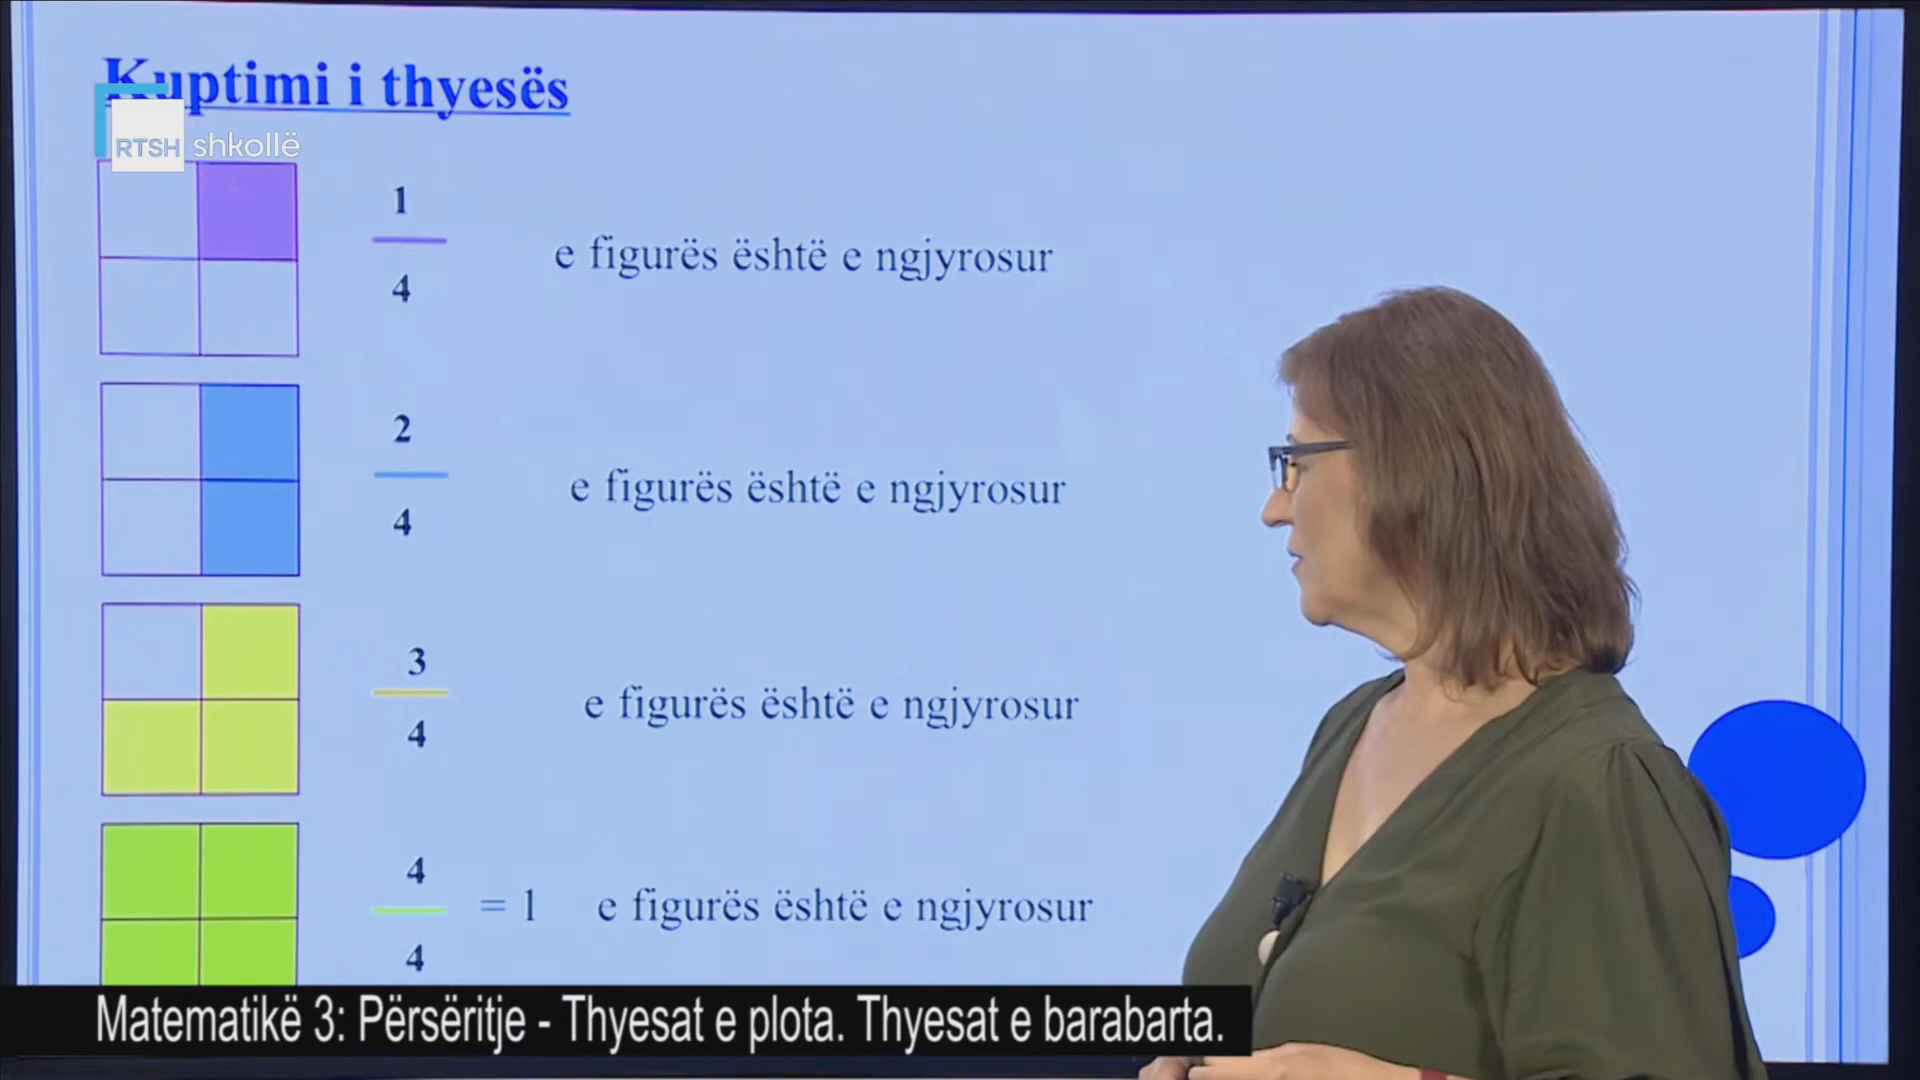 Kuptimi i thyesës
RTSH shkollë
1
4
e figurës është e ngjyrosur
2
4
e figurës është e ngjyrosur
3
4
e figurës është e ngjyrosur
4
4
= 1
e figurës është e ngjyrosur
Matematikë 3: Përsëritje - Thyesat e plota. Thyesat e barabarta.